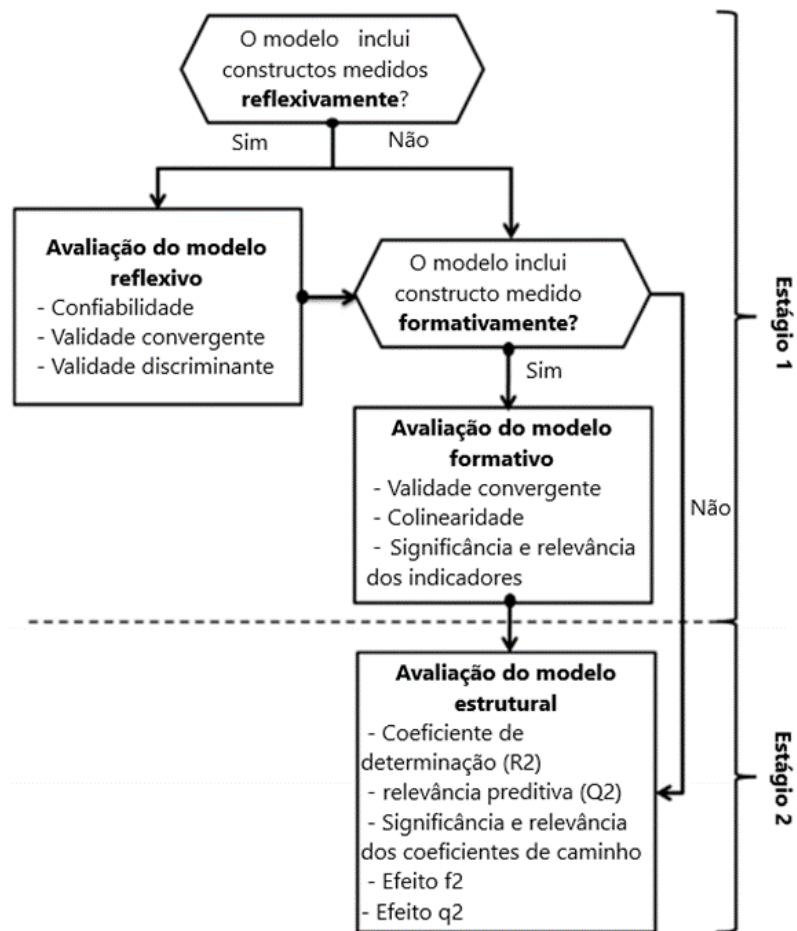 O modelo inclui
constructos medidos
reflexivamente?
Sim
Não
Avaliação do modelo
reflexivo
- Confiabilidade
- Validade convergente
- Validade discriminante
O modelo inclui
constructo medido
formativamente?
Sim
Não
Avaliação do modelo
formativo
- Validade convergente
- Colinearidade
- Significância e relevância
dos indicadores
Estágio 1
Avaliação do modelo
estrutural
- Coeficiente de
determinação (R2)
- relevância preditiva (Q2)
- Significância e relevância
dos coeficientes de caminho
- Efeito f2
- Efeito q2
Estágio 2